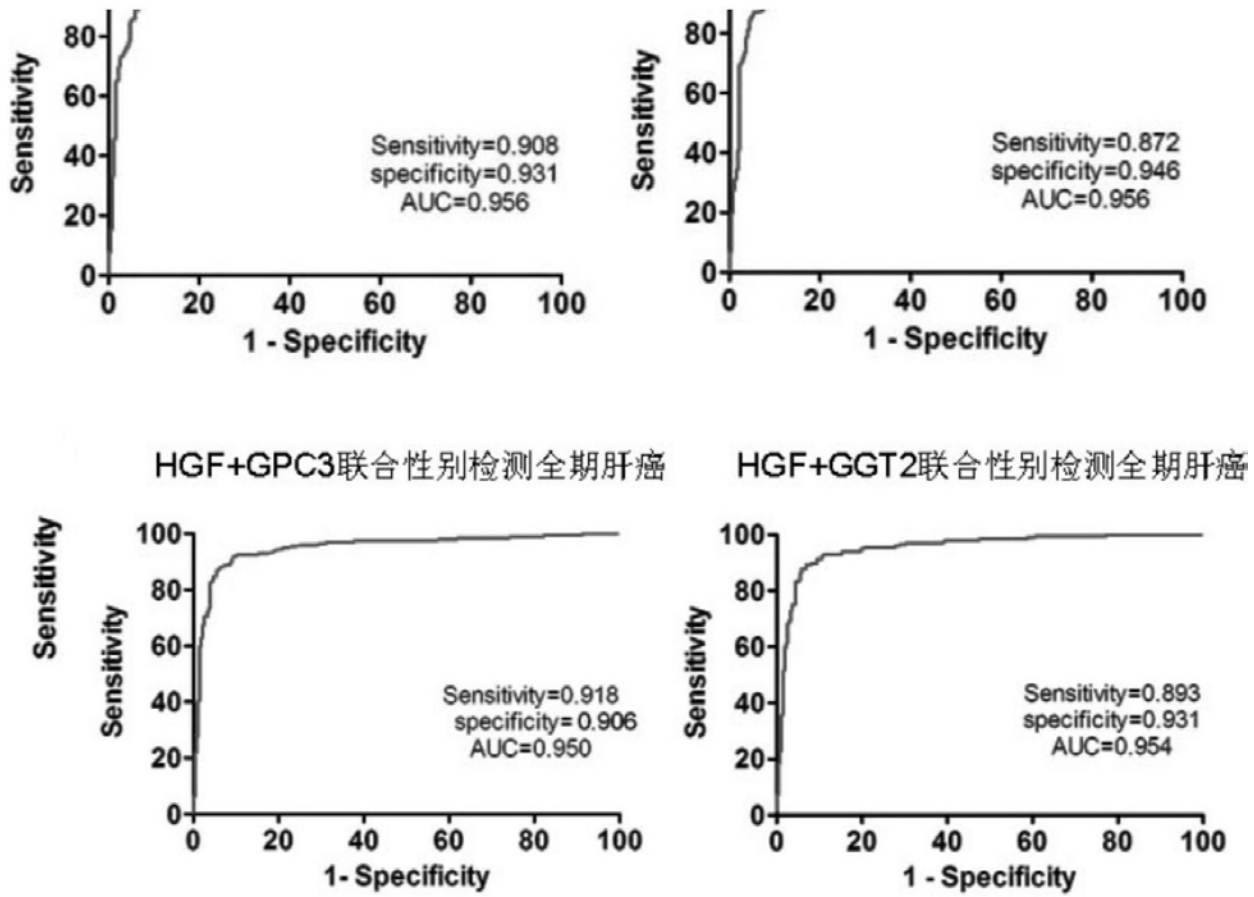 80
60
40
20
0
Sensitivity
Sensitivity=0.908
specificity=0.931
AUC=0.956
0 20 40 60 80 100
1 - Specificity
80
60
40
20
0
Sensitivity
Sensitivity=0.872
specificity=0.946
AUC=0.956
0 20 40 60 80 100
1 - Specificity
HGF+GPC3联合性别检测全期肝癌
Sensitivity
Sensitivity
100
80
60
40
20
0
Sensitivity=0.918
specificity= 0.906
AUC=0.950
0 20 40 60 80 100
1- Specificity
HGF+GGT2联合性别检测全期肝癌
Sensitivity
100
80
60
40
20
0
Sensitivity=0.893
specificity=0.931
AUC=0.954
0 20 40 60 80 100
1 - Specificity